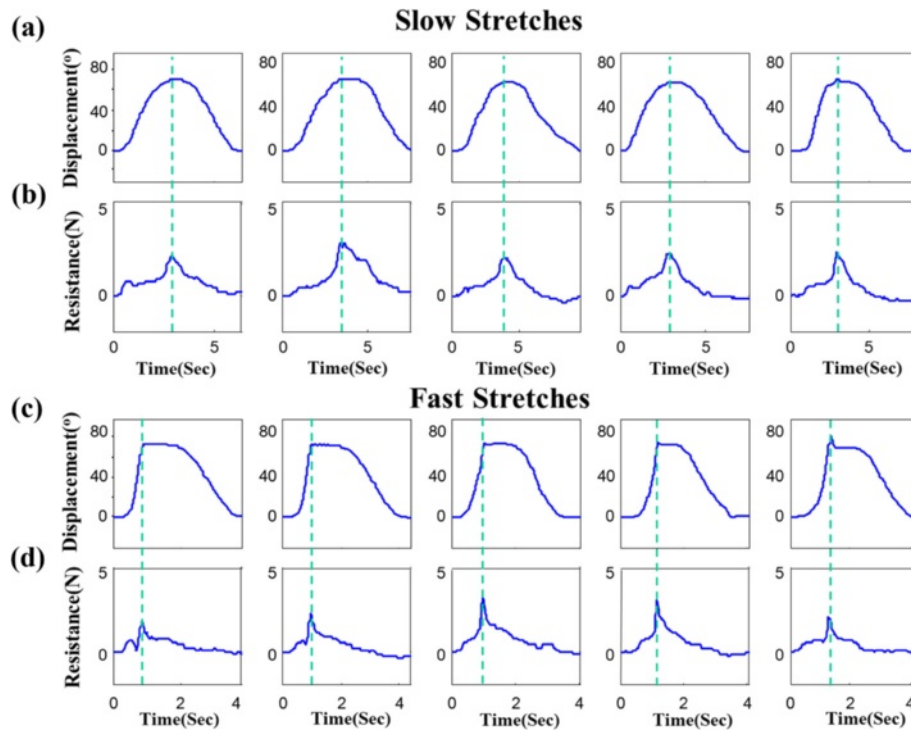 (a)
Slow Stretches
Displacement(º)
80 80 80 80 80
40 40 40 40 40
0 0 0 0 0
(b)
Resistance(N)
5 5 5 5 5
0 0 0 0 0
0 5 0 5 0 5 0 5 0 5
Time(Sec) Time(Sec) Time(Sec) Time(Sec) Time(Sec)
(c)
Fast Stretches
Displacement(º)
80 80 80 80 80
40 40 40 40 40
0 0 0 0 0
(d)
Resistance(N)
5 5 5 5 5
0 0 0 0 0
0 2 4 0 2 4 0 2 4 0 2 4 0 2 4
Time(Sec) Time(Sec) Time(Sec) Time(Sec) Time(Sec)